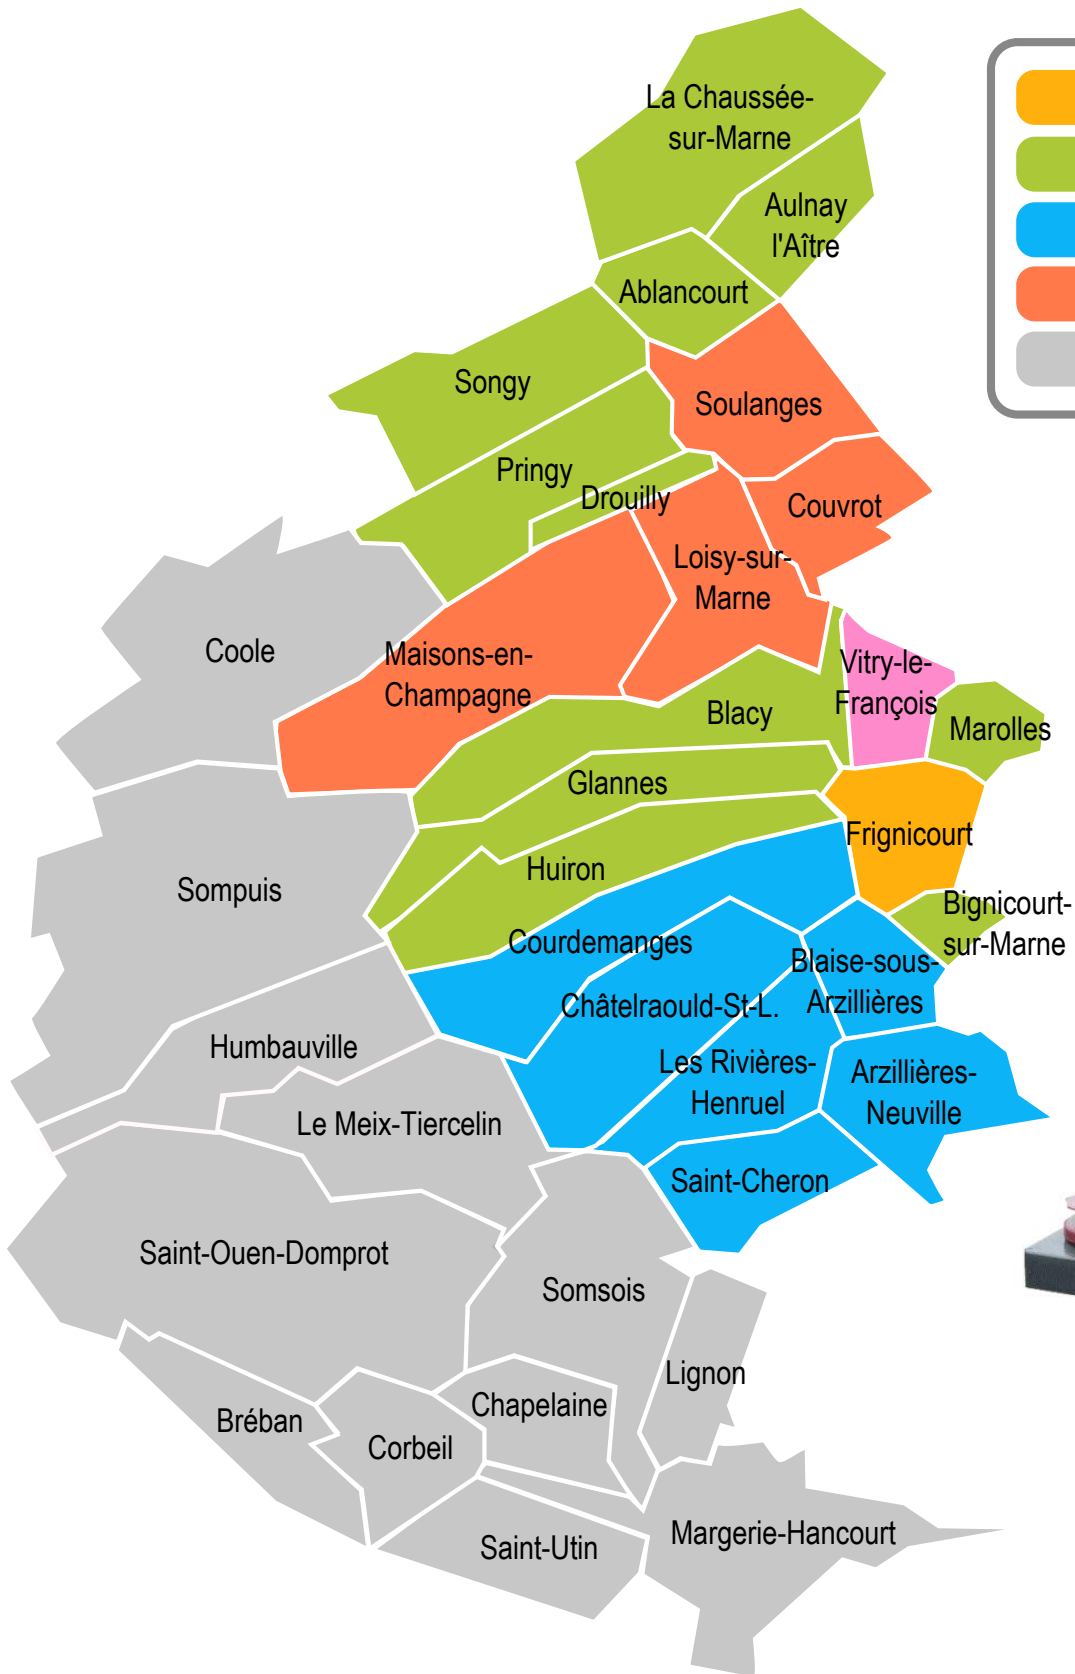 La Chaussée-
sur-Marne
Aulnay
l'Aître
Ablancourt
Songy
Soulanges
Pringy
Drouilly
Couvrot
Loisy-sur-
Marne
Coole
Maisons-en-
Champagne
Vitry-le-
François
Blacy
Marolles
Glannes
Frignicourt
Huiron
Sompuis
Bignicourt-
sur-Marne
Courdemanges
Blaise-sous-
Arzillières
Châtelraould-St-L.
Humbauville
Les Rivières-
Henruel
Arzillières-
Neuville
Le Meix-Tiercelin
Saint-Cheron
Saint-Ouen-Domprot
Somsois
Lignon
Chapelaine
Bréban
Corbeil
Margerie-Hancourt
Saint-Utin